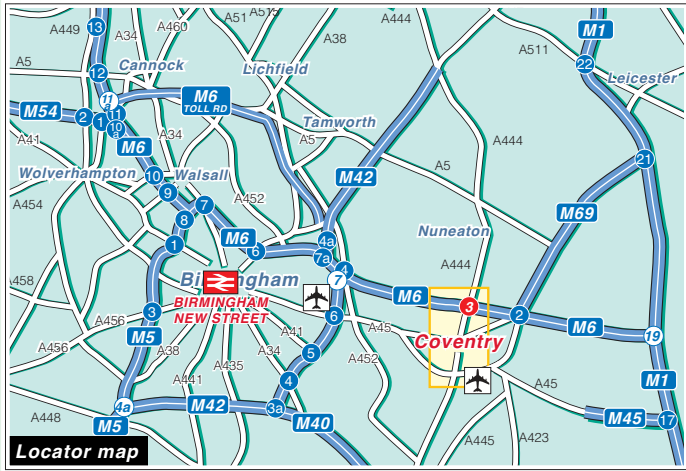 A449
A34
A460
A51
A515
A444
M1
13
A38
A5
12
Cannock
Lichfield
A511
22
Leicester
M54
2
1
11
a
11
10
a
M6
TOLL RD
Tamworth
A41
M6
A34
A5
A444
21
Wolverhampton
10
Walsall
9
A452
M42
A5
M69
A454
7
8
1
M6
6
4a
7a
4
Nuneaton
A444
A458
Birmingham
7
BIRMINGHAM
NEW STREET
M6
3
2
M6
19
3
A456
A41
6
A45
Coventry
M5
A456
A38
A34
5
A452
A435
A441
4
A45
M1
A448
4a
M42
3a
M40
M45
17
M5
A445
A423
Locator map